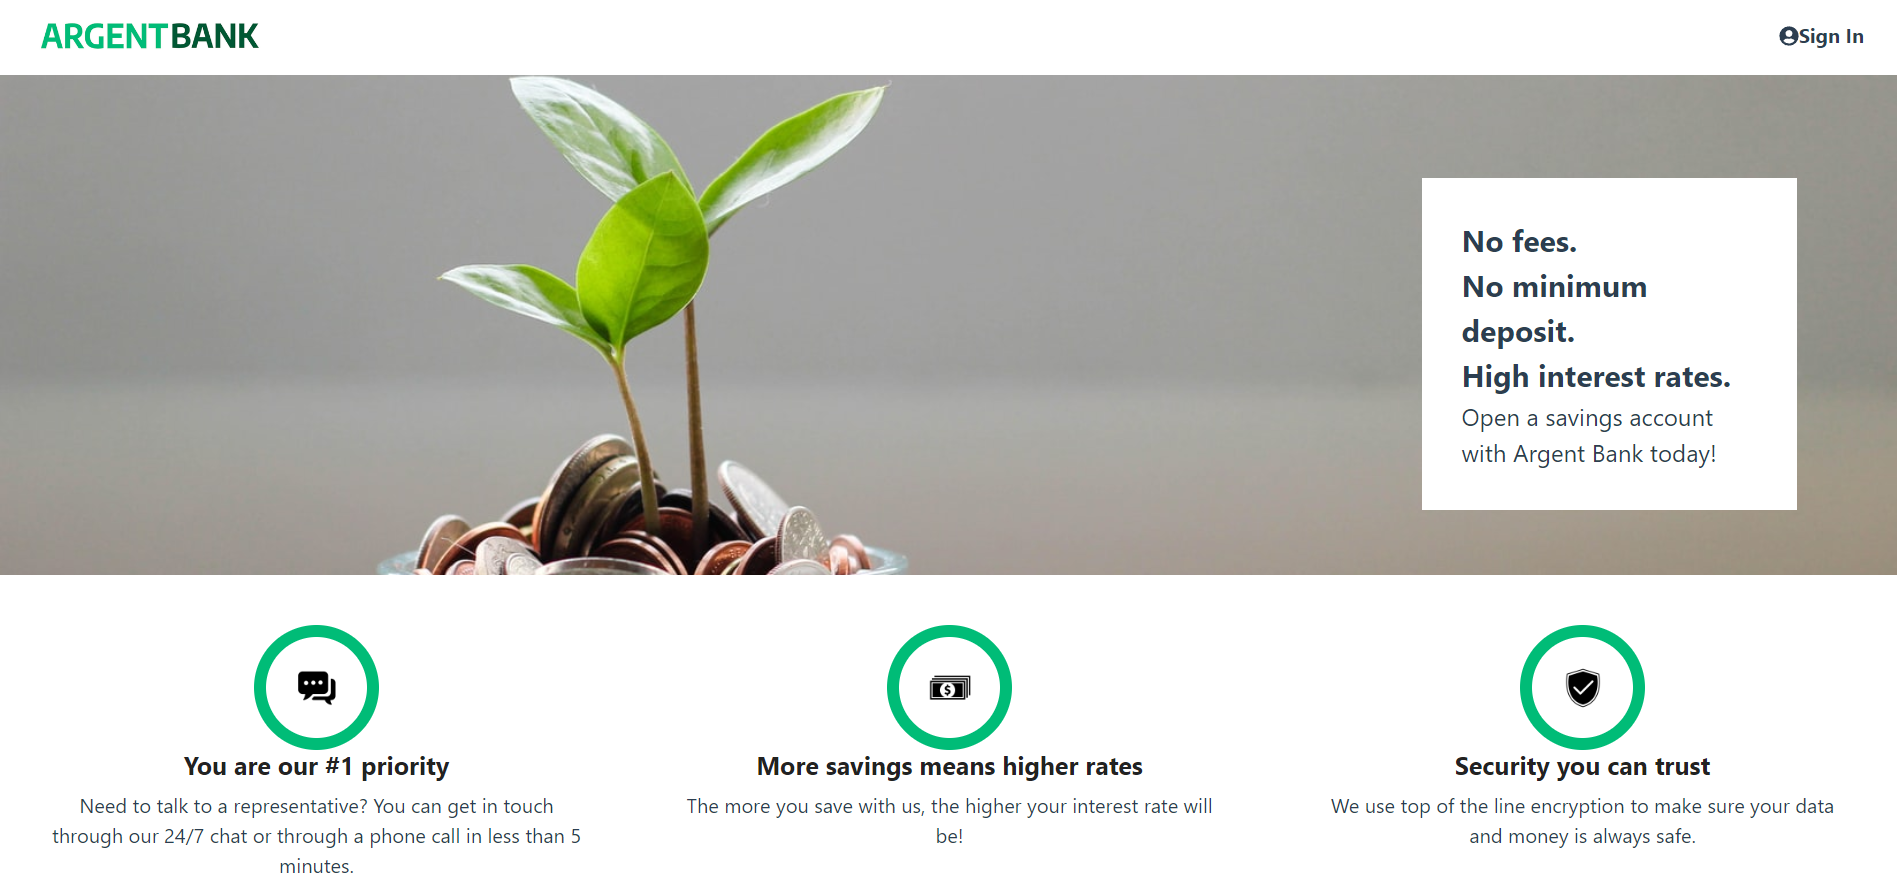 ARGENTBANK
Sign In
No fees.
No minimum
deposit.
High interest rates.
Open a savings account
with Argent Bank today!
You are our #1 priority
Need to talk to a representative? You can get in touch
through our 24/7 chat or through a phone call in less than 5
minutes.
More savings means higher rates
The more you save with us, the higher your interest rate will
be!
Security you can trust
We use top of the line encryption to make sure your data
and money is always safe.